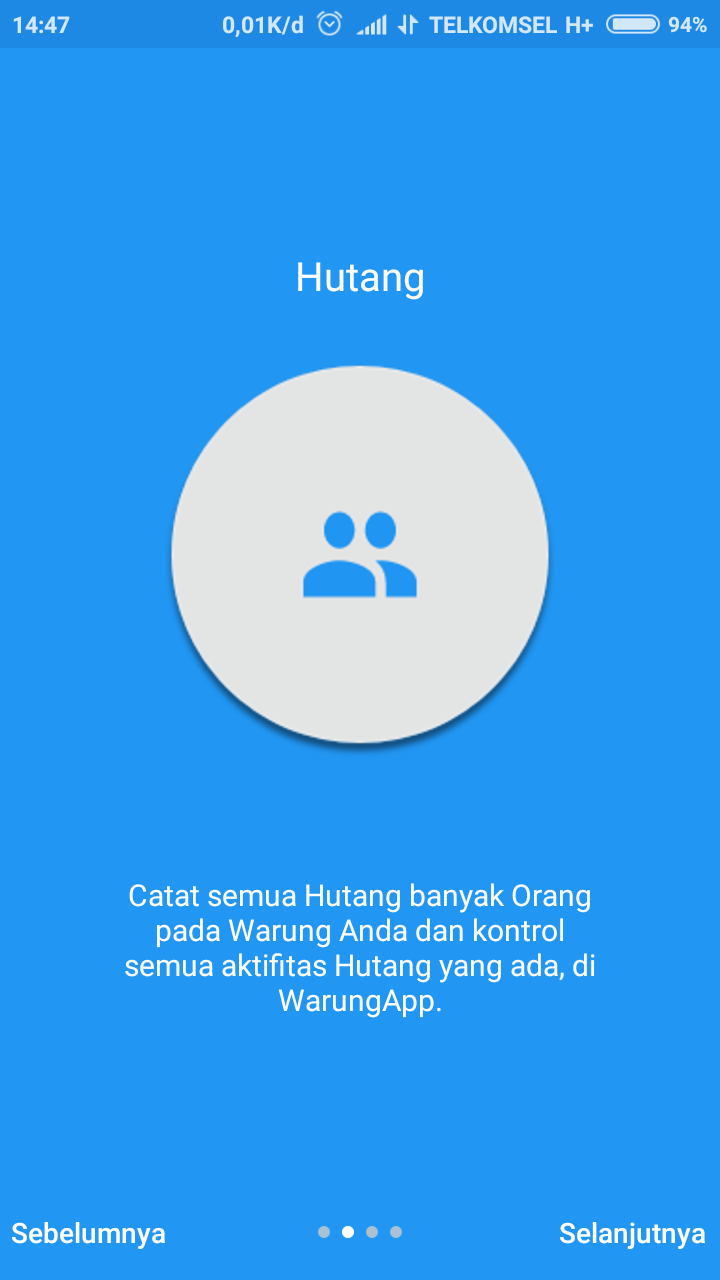 14:47 0,01K/d TELKOMSEL H+ 94%
Hutang
Catat semua Hutang banyak Orang
pada Warung Anda dan kontrol
semua aktifitas Hutang yang ada, di
WarungApp.
Sebelumnya Selanjutnya